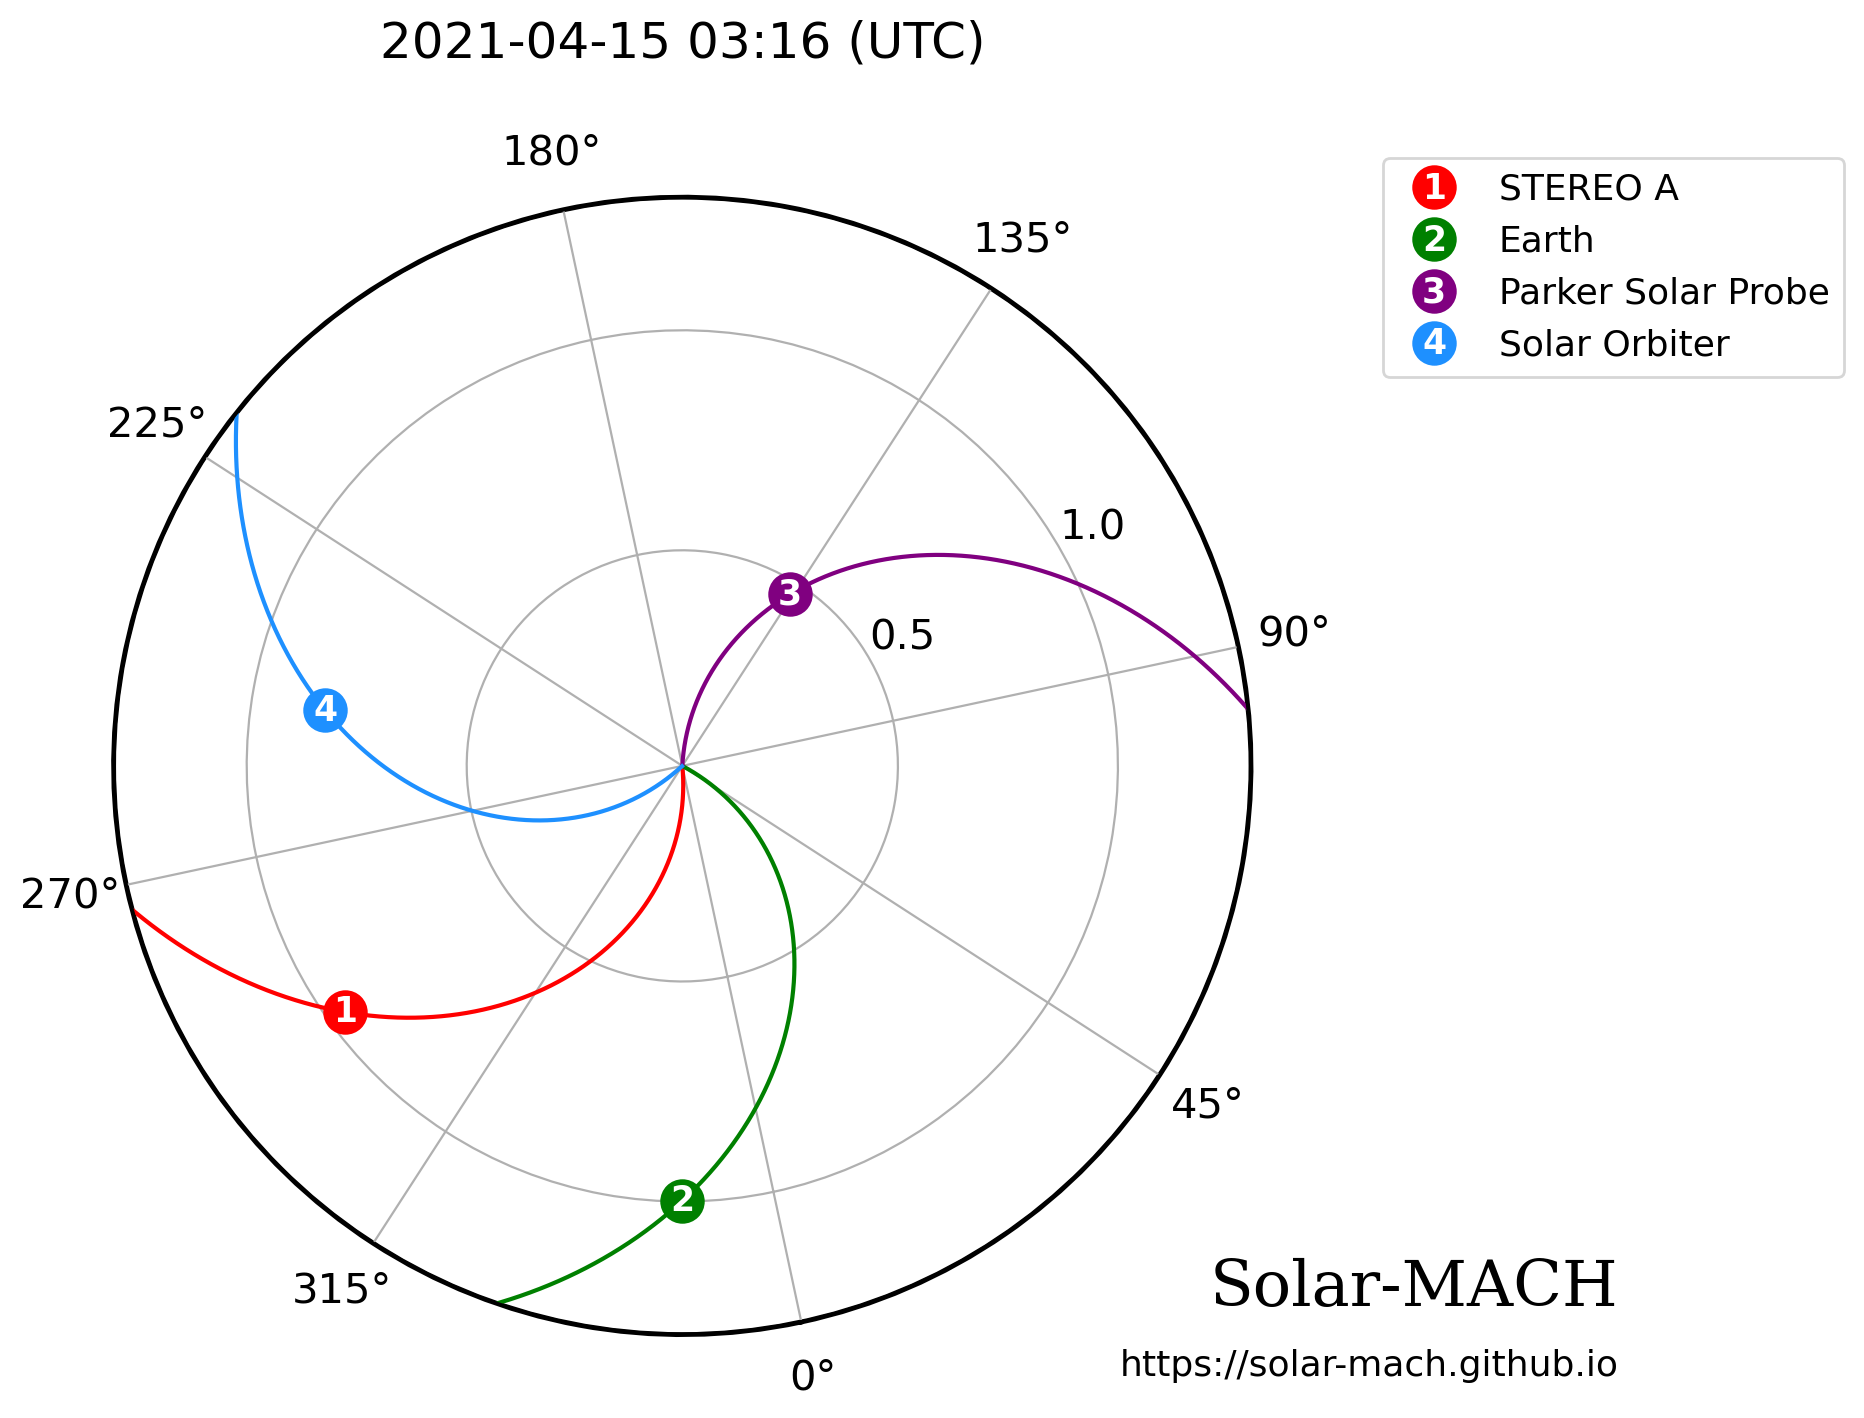 2021-04-15 03:16 (UTC)
180°
135°
1 STEREO A
2 Earth
3 Parker Solar Probe
4 Solar Orbiter
225°
1.0
3
0.5
90°
4
270°
1
45°
2
315°
Solar-MACH
0°
https://solar-mach.github.io